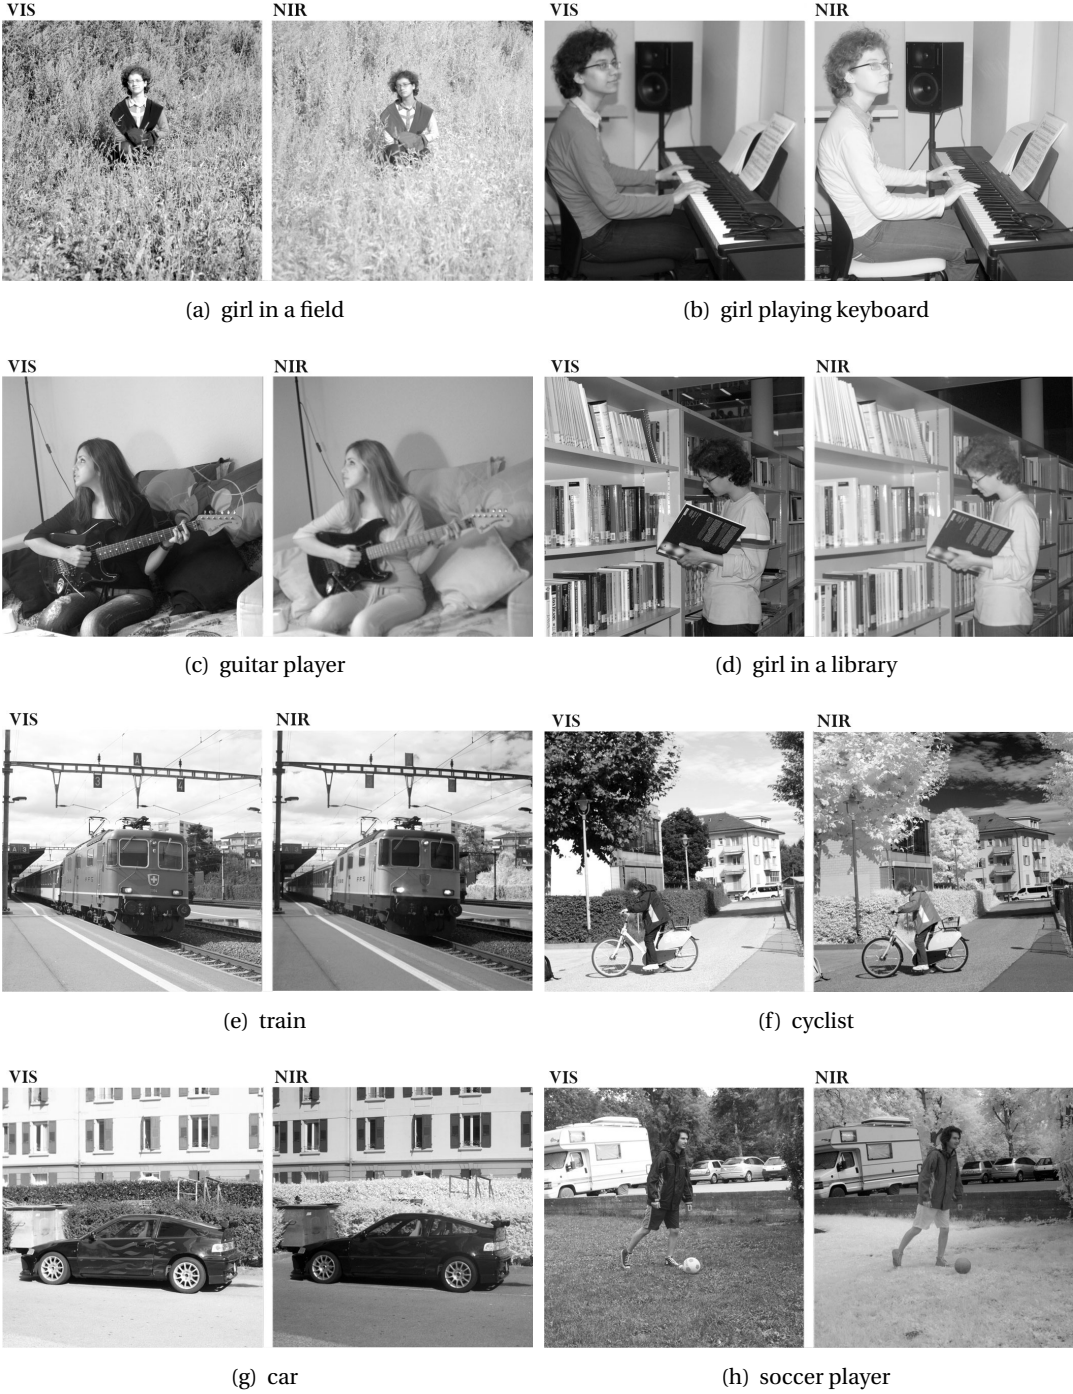 VIS NIR VIS NIR
(a) girl in a field (b) girl playing keyboard
VIS NIR VIS NIR
(c) guitar player (d) girl in a library
VIS NIR VIS NIR
A
3
(e) train (f) cyclist
VIS NIR VIS NIR
(g) car (h) soccer player